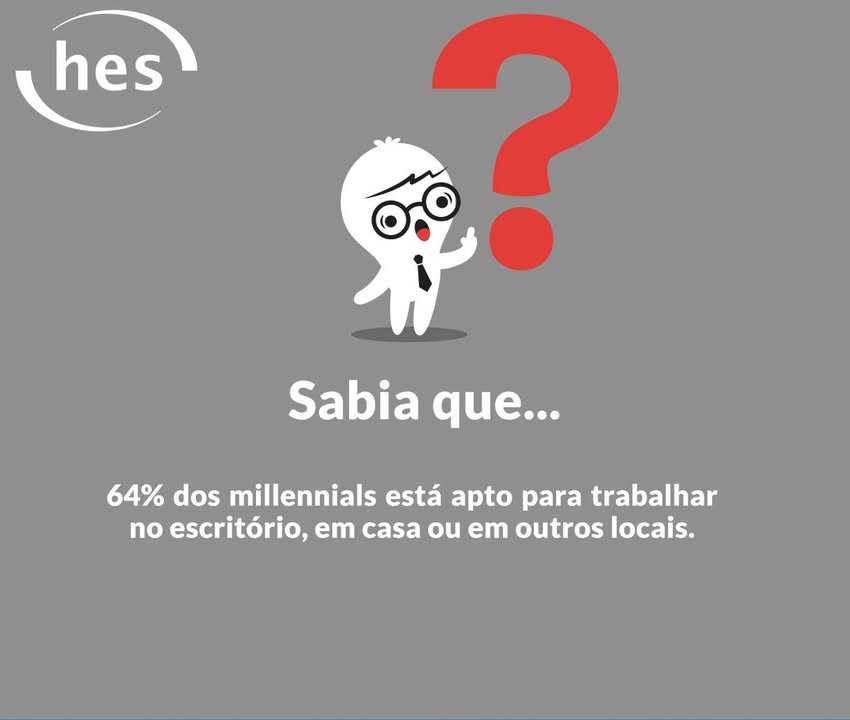 hes
?
Sabia que...
64% dos millennials está apto para trabalhar
no escritório, em casa ou em outros locais.